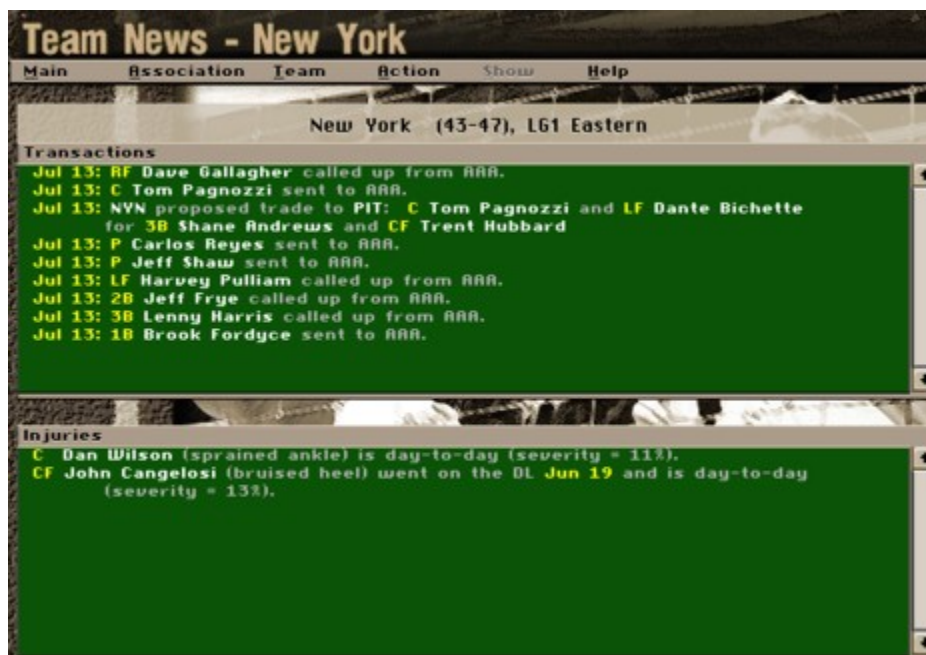 Team News - New York
Main Association Team Action Show Help
New York (43-47), LG1 Eastern
Transactions
Jul 13: RF Dave Gallagher called up from AAA.
Jul 13: C Tom Pagnozzi sent to AAA.
Jul 13: NYN proposed trade to PIT: C Tom Pagnozzi and LF Dante Bichette
for 3B Shane Andrews and CF Trent Hubbard
Jul 13: P Carlos Reyes sent to AAA.
Jul 13: P Jeff Shaw sent to AAA.
Jul 13: LF Harvey Pulliam called up from AAA.
Jul 13: 2B Jeff Frye called up from AAA.
Jul 13: 3B Lenny Harris called up from AAA.
Jul 13: 1B Brook Fordyce sent to AAA.
Injuries
C Dan Wilson (sprained ankle) is day-to-day (severity = 11%).
CF John Cangelosi (bruised heel) went on the DL Jun 19 and is day-to-day
(severity = 13%).